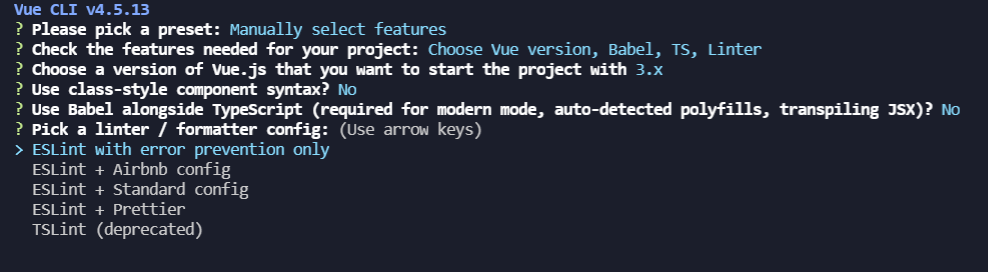 Vue CLI v4.5.13
? Please pick a preset: Manually select features
? Check the features needed for your project: Choose Vue version, Babel, TS, Linter
? Choose a version of Vue.js that you want to start the project with 3.x
? Use class-style component syntax? No
? Use Babel alongside TypeScript (required for modern mode, auto-detected polyfills, transpiling JSX)? No
? Pick a linter / formatter config: (Use arrow keys)
> ESLint with error prevention only
ESLint + Airbnb config
ESLint + Standard config
ESLint + Prettier
TSLint (deprecated)